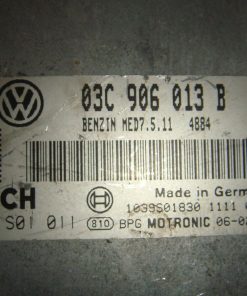 03C 906 013 B
BENZIN MED7.5.11 4884
CH Made in Germ
1039S01830 1111
S01 011 810 BPG MOTRONIC 06-02